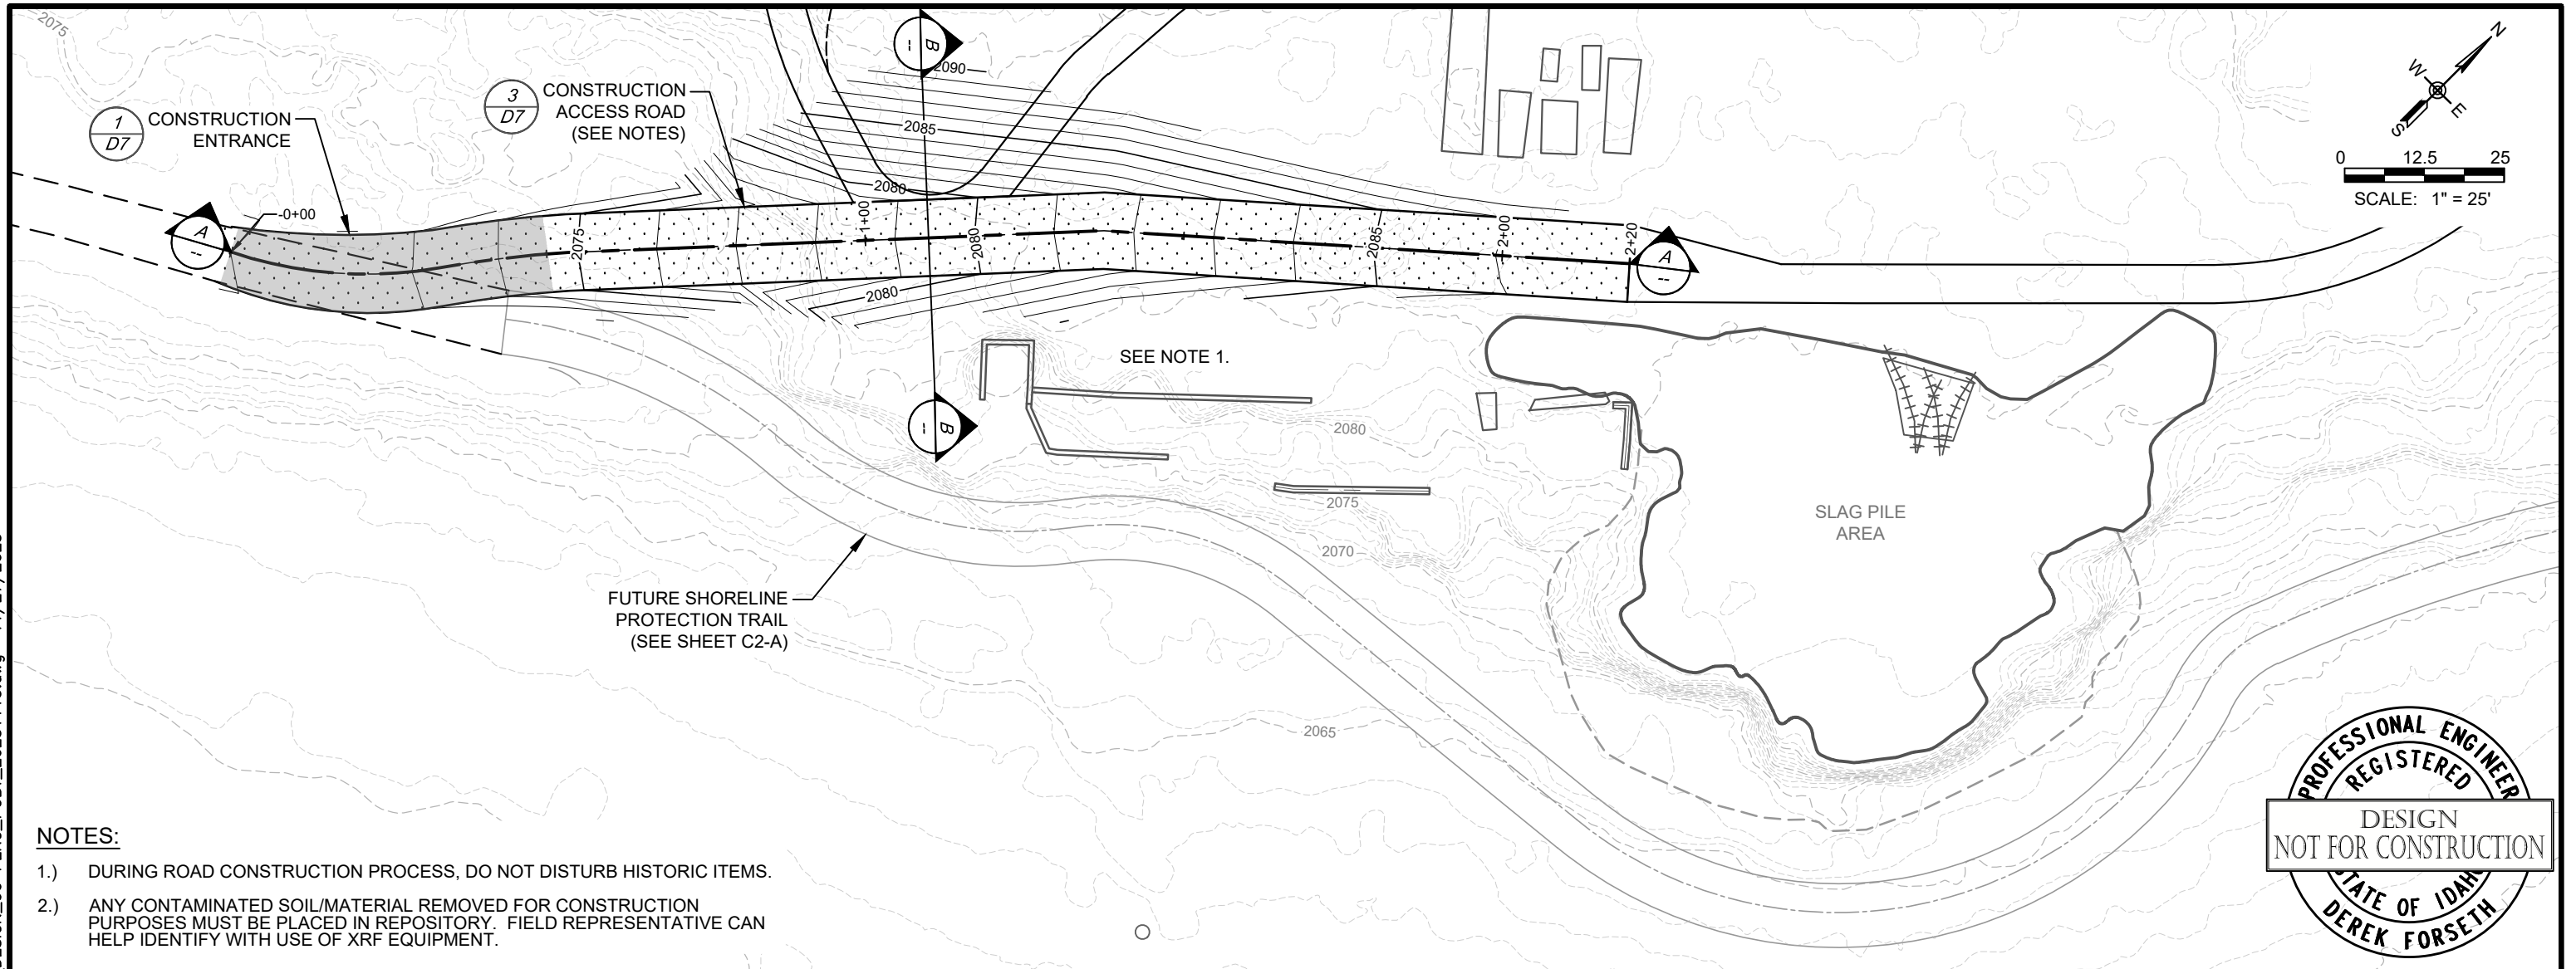 2075
1
D7
CONSTRUCTION
ENTRANCE
3
D7
CONSTRUCTION
ACCESS ROAD
(SEE NOTES)
B
--
2090
2085
2080
N
W
E
S
0 12.5 25
SCALE: 1" = 25'
A
--
-0+00
2075
1+00
2080
2085
2+00
2+20
A
--
2080
SEE NOTE 1.
B
--
2080
2075
2070
2065
SLAG PILE
AREA
FUTURE SHORELINE
PROTECTION TRAIL
(SEE SHEET C2-A)
NOTES:
1.) DURING ROAD CONSTRUCTION PROCESS, DO NOT DISTURB HISTORIC ITEMS.
2.) ANY CONTAMINATED SOIL/MATERIAL REMOVED FOR CONSTRUCTION
PURPOSES MUST BE PLACED IN REPOSITORY. FIELD REPRESENTATIVE CAN
HELP IDENTIFY WITH USE OF XRF EQUIPMENT.
PROFESSIONAL ENGINEER
REGISTERED
DESIGN
NOT FOR CONSTRUCTION
STATE OF IDAHO
DEREK FORSETH